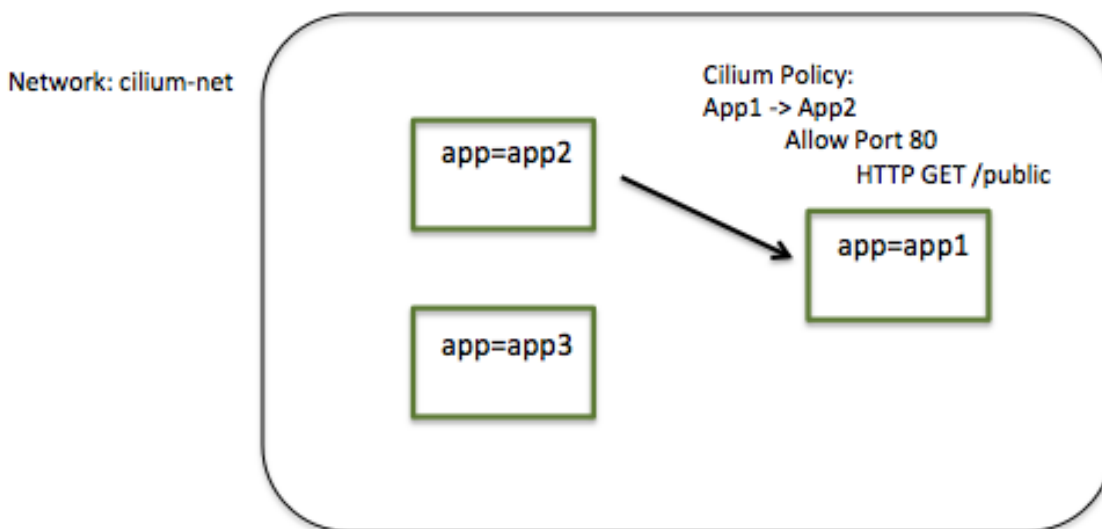 Network: cilium-net
Cilium Policy:
App1 -> App2
Allow Port 80
HTTP GET /public
app=app2
app=app1
app=app3